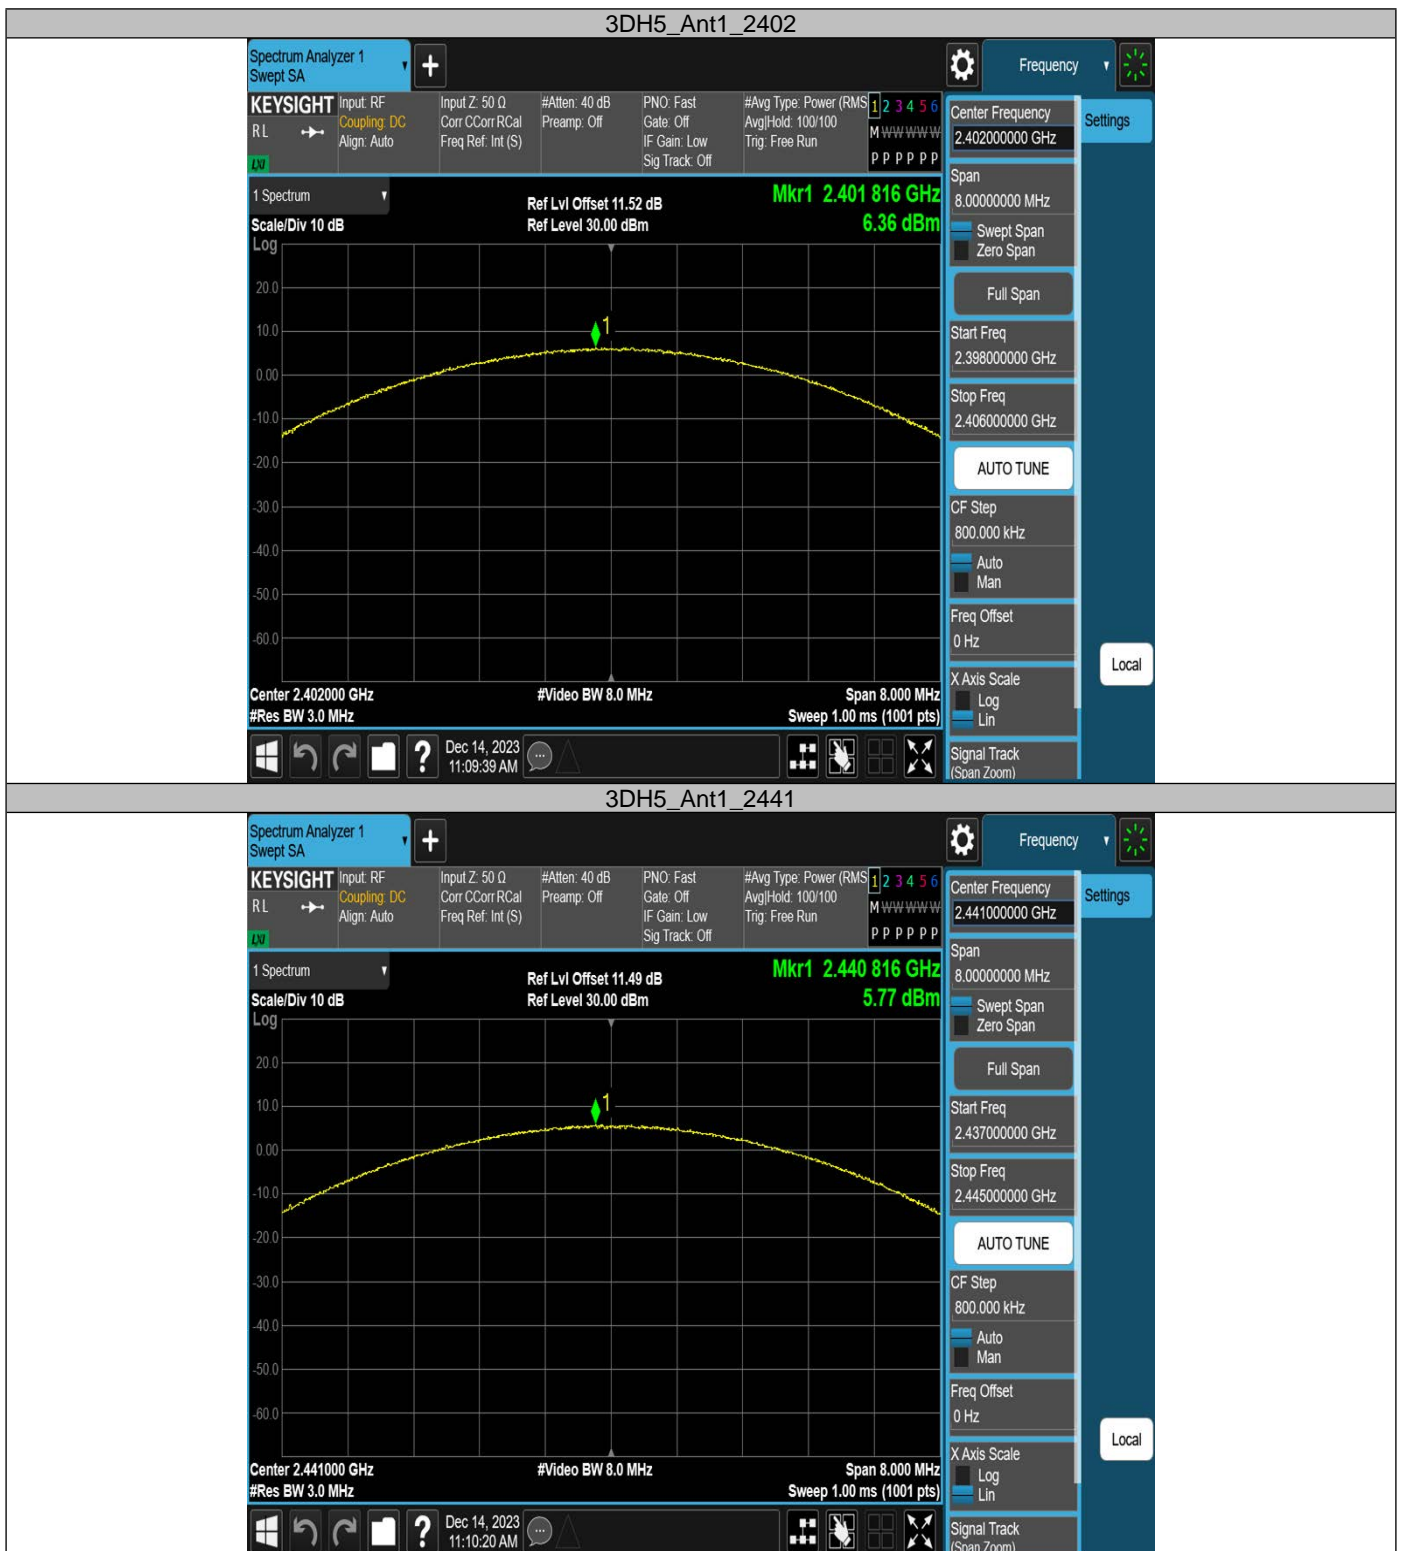 3DH5_Ant1_2402
Spectrum Analyzer 1
Swept SA
+
Frequency
KEYSIGHT
RL
LXI
Input: RF
Coupling: DC
Align: Auto
Input Z: 50 Ω
Corr CCorr RCal
Freq Ref: Int (S)
#Atten: 40 dB
Preamp: Off
PNO: Fast
Gate: Off
IF Gain: Low
Sig Track: Off
#Avg Type: Power (RMS
Avg|Hold: 100/100
Trig: Free Run
1 2 3 4 5 6
M W W W W W
P P P P P P
1 Spectrum
Scale/Div 10 dB
Ref Lvl Offset 11.52 dB
Ref Level 30.00 dBm
Mkr1 2.401 816 GHz
6.36 dBm
Log
20.0
10.0
0.00
-10.0
-20.0
-30.0
-40.0
-50.0
-60.0
1
Center 2.402000 GHz
#Res BW 3.0 MHz
#Video BW 8.0 MHz
Span 8.000 MHz
Sweep 1.00 ms (1001 pts)
?
Dec 14, 2023
11:09:39 AM
Center Frequency
2.402000000 GHz
Settings
Span
8.00000000 MHz
Swept Span
Zero Span
Full Span
Start Freq
2.398000000 GHz
Stop Freq
2.406000000 GHz
AUTO TUNE
CF Step
800.000 kHz
Auto
Man
Freq Offset
0 Hz
Local
X Axis Scale
Log
Lin
Signal Track
(Span Zoom)
3DH5_Ant1_2441
Spectrum Analyzer 1
Swept SA
+
Frequency
KEYSIGHT
RL
LXI
Input: RF
Coupling: DC
Align: Auto
Input Z: 50 Ω
Corr CCorr RCal
Freq Ref: Int (S)
#Atten: 40 dB
Preamp: Off
PNO: Fast
Gate: Off
IF Gain: Low
Sig Track: Off
#Avg Type: Power (RMS
Avg|Hold: 100/100
Trig: Free Run
1 2 3 4 5 6
M W W W W W
P P P P P P
1 Spectrum
Scale/Div 10 dB
Ref Lvl Offset 11.49 dB
Ref Level 30.00 dBm
Mkr1 2.440 816 GHz
5.77 dBm
Log
20.0
10.0
0.00
-10.0
-20.0
-30.0
-40.0
-50.0
-60.0
1
Center 2.441000 GHz
#Res BW 3.0 MHz
#Video BW 8.0 MHz
Span 8.000 MHz
Sweep 1.00 ms (1001 pts)
?
Dec 14, 2023
11:10:20 AM
Center Frequency
2.441000000 GHz
Settings
Span
8.00000000 MHz
Swept Span
Zero Span
Full Span
Start Freq
2.437000000 GHz
Stop Freq
2.445000000 GHz
AUTO TUNE
CF Step
800.000 kHz
Auto
Man
Freq Offset
0 Hz
Local
X Axis Scale
Log
Lin
Signal Track
(Span Zoom)